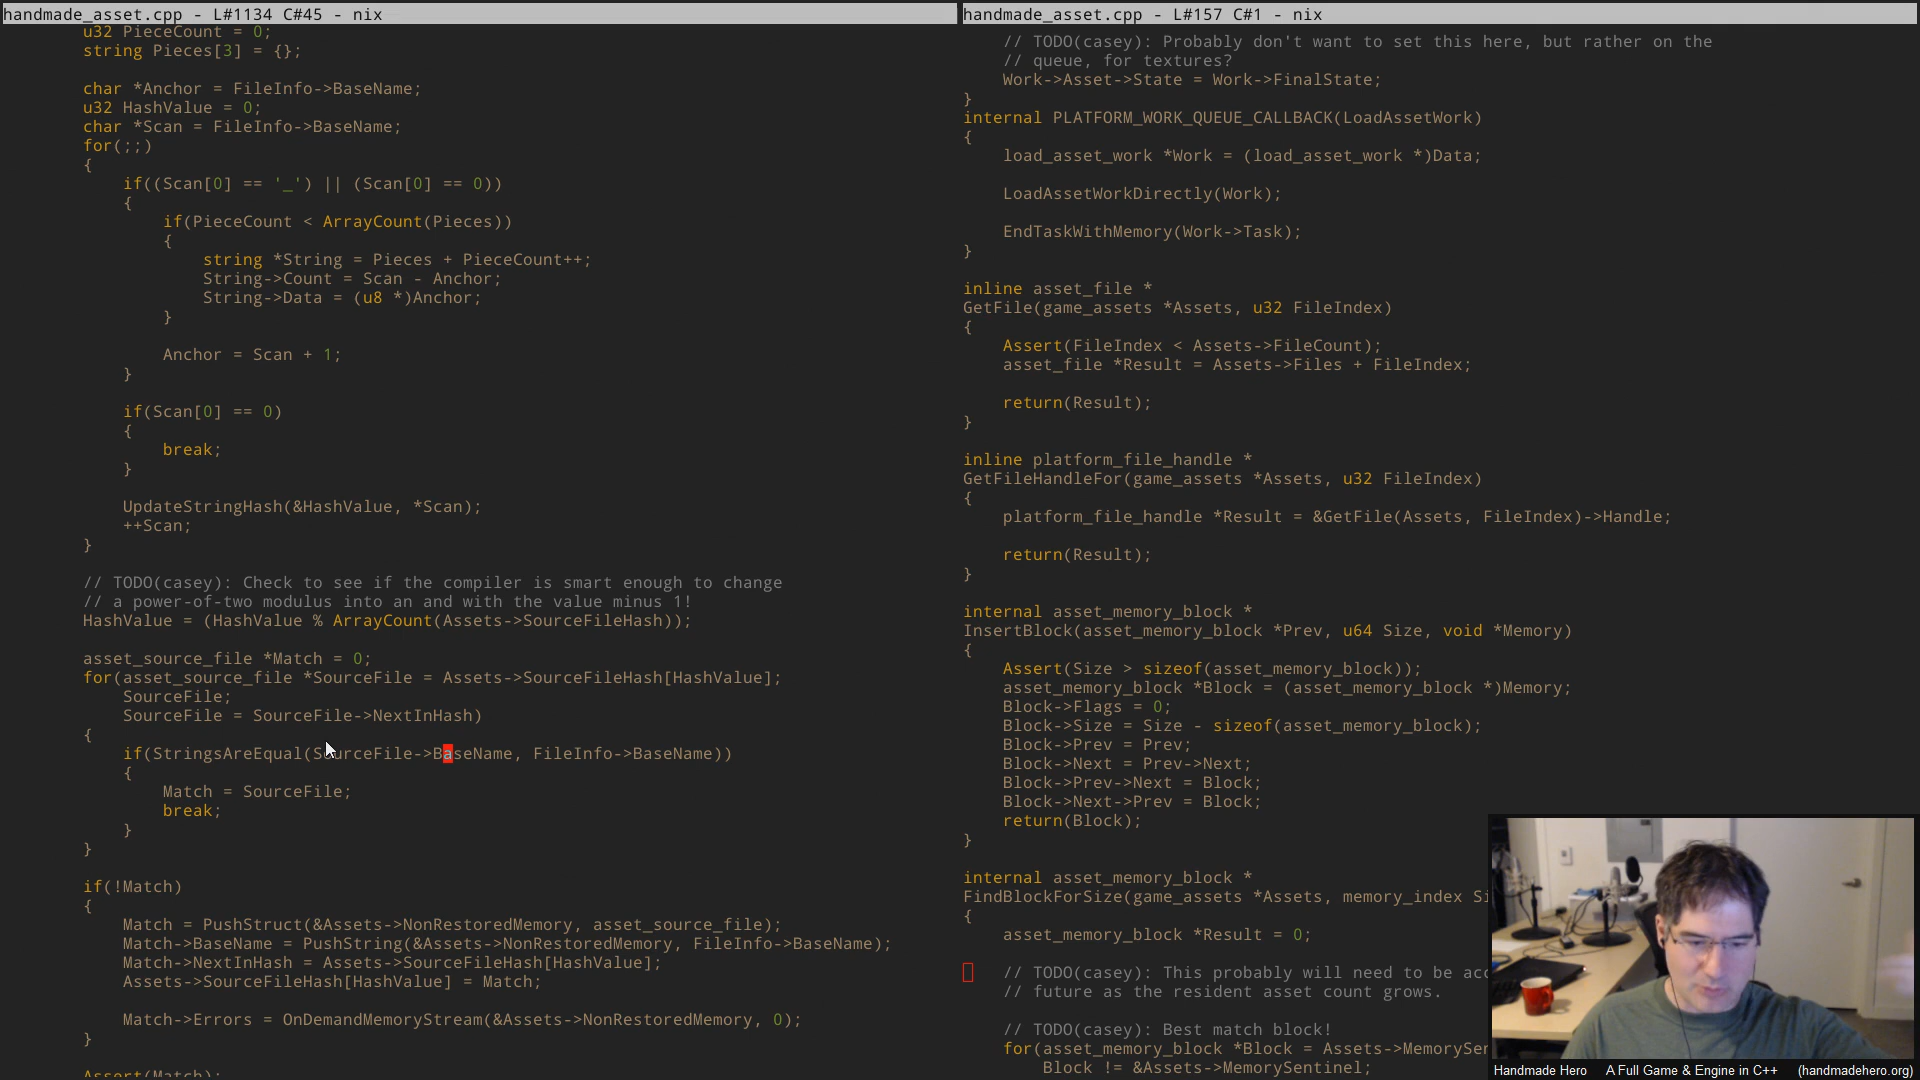 handmade_asset.cpp - L#1134 C#45 - nix
u32 PieceCount = 0;
string Pieces[3] = {};
char *Anchor = FileInfo->BaseName;
u32 HashValue = 0;
char *Scan = FileInfo->BaseName;
for(;;)
{
if((Scan[0] == '_') || (Scan[0] == 0))
{
if(PieceCount < ArrayCount(Pieces))
{
string *String = Pieces + PieceCount++;
String->Count = Scan - Anchor;
String->Data = (u8 *)Anchor;
}
Anchor = Scan + 1;
}
if(Scan[0] == 0)
{
break;
}
UpdateStringHash(&HashValue, *Scan);
++Scan;
}
// TODO(casey): Check to see if the compiler is smart enough to change
// a power-of-two modulus into an and with the value minus 1!
HashValue = (HashValue % ArrayCount(Assets->SourceFileHash));
asset_source_file *Match = 0;
for(asset_source_file *SourceFile = Assets->SourceFileHash[HashValue];
SourceFile;
SourceFile = SourceFile->NextInHash)
{
if(StringsAreEqual(SourceFile->BaseName, FileInfo->BaseName))
{
Match = SourceFile;
break;
}
}
if(!Match)
{
Match = PushStruct(&Assets->NonRestoredMemory, asset_source_file);
Match->BaseName = PushString(&Assets->NonRestoredMemory, FileInfo->BaseName);
Match->NextInHash = Assets->SourceFileHash[HashValue];
Assets->SourceFileHash[HashValue] = Match;
Match->Errors = OnDemandMemoryStream(&Assets->NonRestoredMemory, 0);
}
Assert(Match);
handmade_asset.cpp - L#157 C#1 - nix
// TODO(casey): Probably don't want to set this here, but rather on the
// queue, for textures?
Work->Asset->State = Work->FinalState;
}
internal PLATFORM_WORK_QUEUE_CALLBACK(LoadAssetWork)
{
load_asset_work *Work = (load_asset_work *)Data;
LoadAssetWorkDirectly(Work);
EndTaskWithMemory(Work->Task);
}
inline asset_file *
GetFile(game_assets *Assets, u32 FileIndex)
{
Assert(FileIndex < Assets->FileCount);
asset_file *Result = Assets->Files + FileIndex;
return(Result);
}
inline platform_file_handle *
GetFileHandleFor(game_assets *Assets, u32 FileIndex)
{
platform_file_handle *Result = &GetFile(Assets, FileIndex)->Handle;
return(Result);
}
internal asset_memory_block *
InsertBlock(asset_memory_block *Prev, u64 Size, void *Memory)
{
Assert(Size > sizeof(asset_memory_block));
asset_memory_block *Block = (asset_memory_block *)Memory;
Block->Flags = 0;
Block->Size = Size - sizeof(asset_memory_block);
Block->Prev = Prev;
Block->Next = Prev->Next;
Block->Prev->Next = Block;
Block->Next->Prev = Block;
return(Block);
}
internal asset_memory_block *
FindBlockForSize(game_assets *Assets, memory_index Si
{
asset_memory_block *Result = 0;
// TODO(casey): This probably will need to be acc
// future as the resident asset count grows.
// TODO(casey): Best match block!
for(asset_memory_block *Block = Assets->MemorySen
Block != &Assets->MemorySentinel;
Handmade Hero A Full Game & Engine in C++ (handmadehero.org)